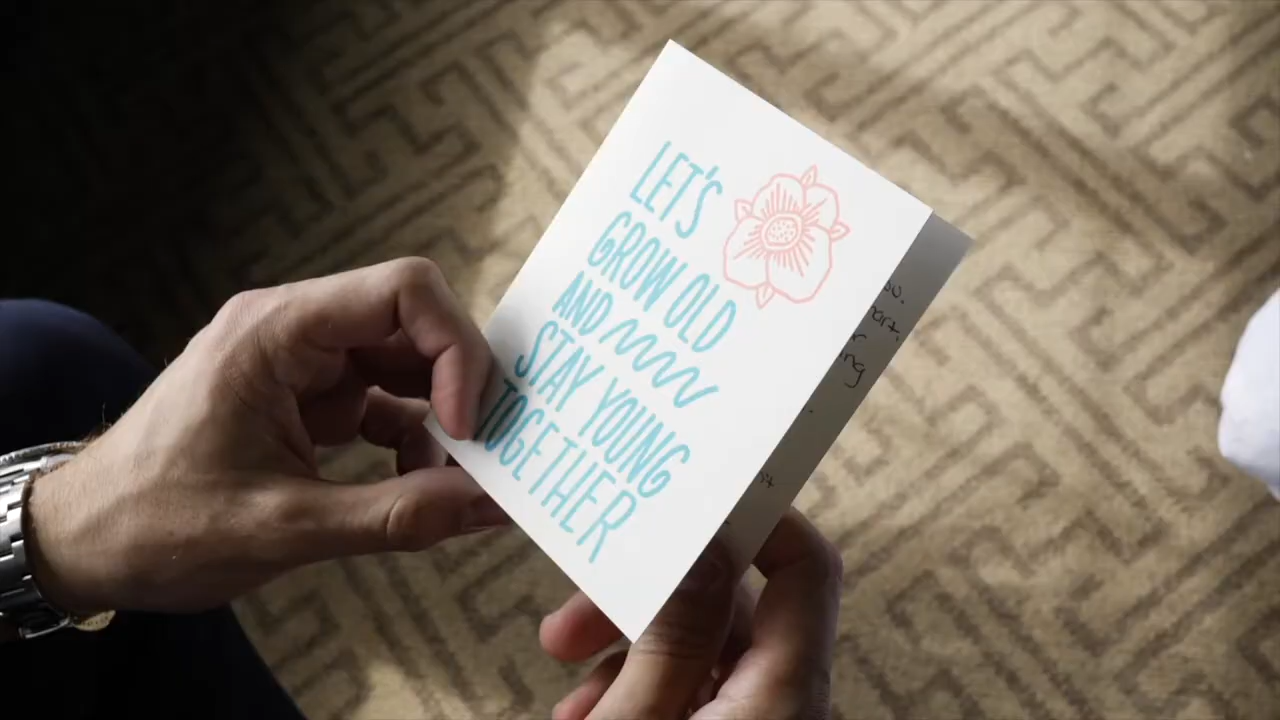 LET'S
GROW OLD
AND
STAY YOUNG
TOGETHER